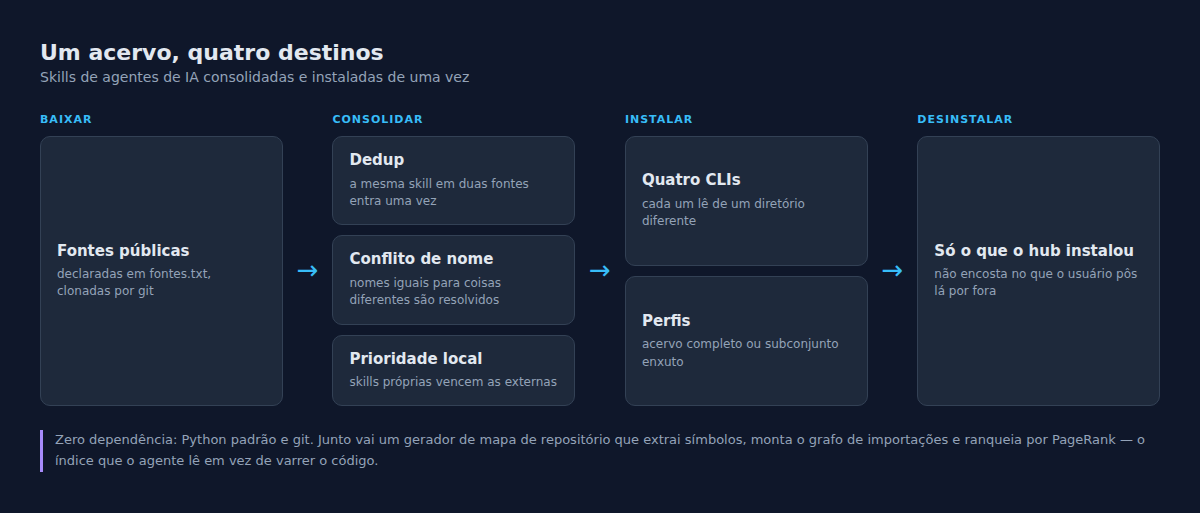 Um acervo, quatro destinos
Skills de agentes de IA consolidadas e instaladas de uma vez
BAIXAR
Fontes públicas
declaradas em fontes.txt,
clonadas por git
→
CONSOLIDAR
Dedup
a mesma skill em duas fontes
entra uma vez
Conflito de nome
nomes iguais para coisas
diferentes são resolvidos
Prioridade local
skills próprias vencem as externas
→
INSTALAR
Quatro CLIs
cada um lê de um diretório
diferente
Perfis
acervo completo ou subconjunto
enxuto
→
DESINSTALAR
Só o que o hub instalou
não encosta no que o usuário pôs
lá por fora
Zero dependência: Python padrão e git. Junto vai um gerador de mapa de repositório que extrai símbolos, monta o grafo de importações e ranqueia por PageRank — o
índice que o agente lê em vez de varrer o código.